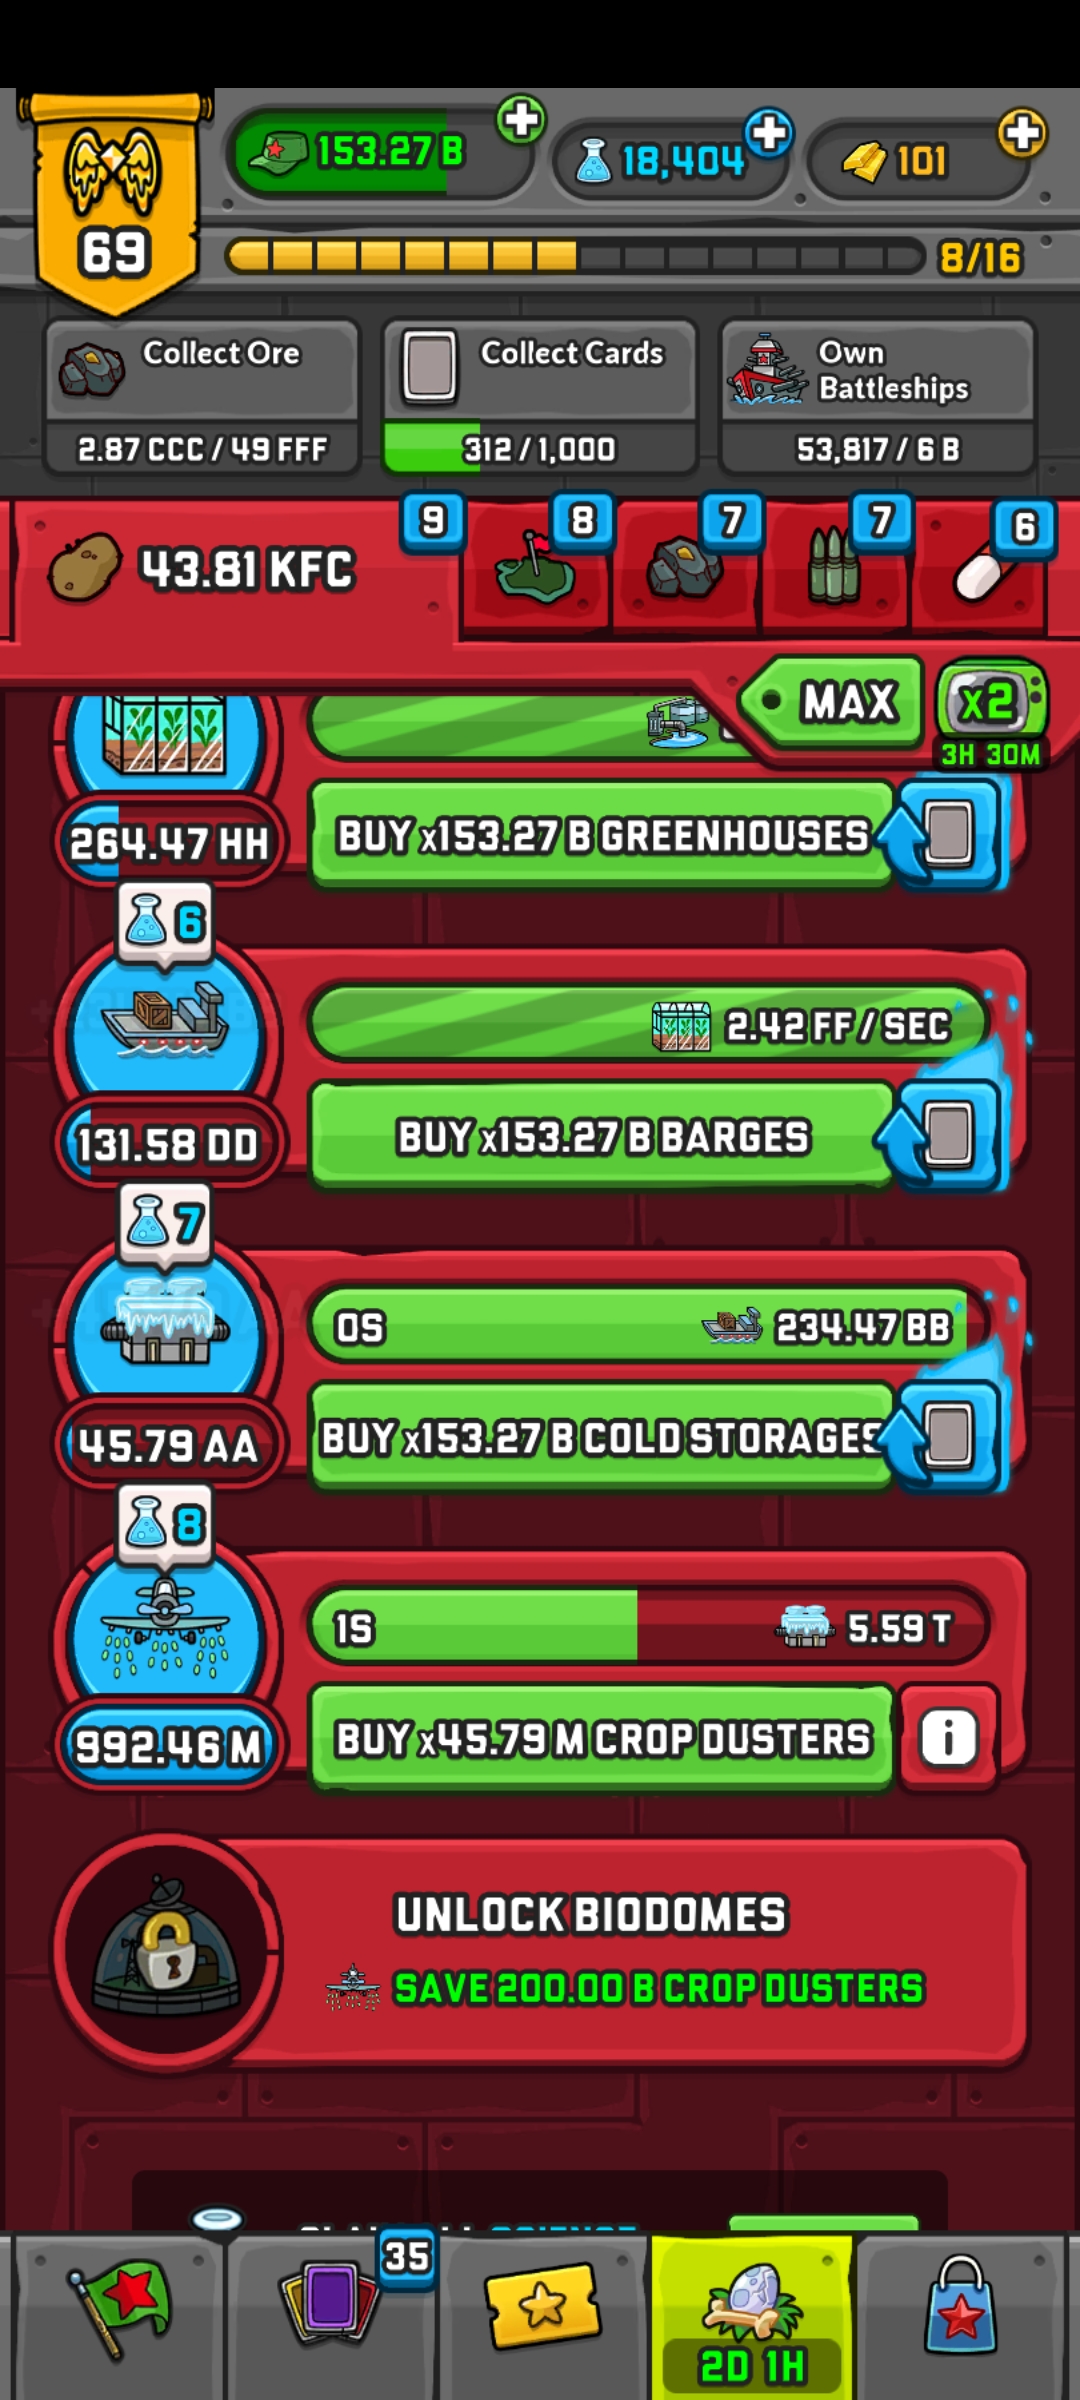 153.27 B
18,404
101
69
8/16
Collect Ore
2.87 CCC / 49 FFF
Collect Cards
312 / 1,000
Own
Battleships
53,817 / 6 B
43.81 KFC
9
8
7
7
6
MAX
x2
3H 30M
264.47 HH
BUY x153.27 B GREENHOUSES
6
2.42 FF / SEC
131.58 DD
BUY x153.27 B BARGES
7
0S
234.47 BB
45.79 AA
BUY x153.27 B COLD STORAGES
8
1S
5.59 T
992.46 M
BUY x45.79 M CROP DUSTERS
i
UNLOCK BIODOMES
SAVE 200.00 B CROP DUSTERS
35
2D 1H